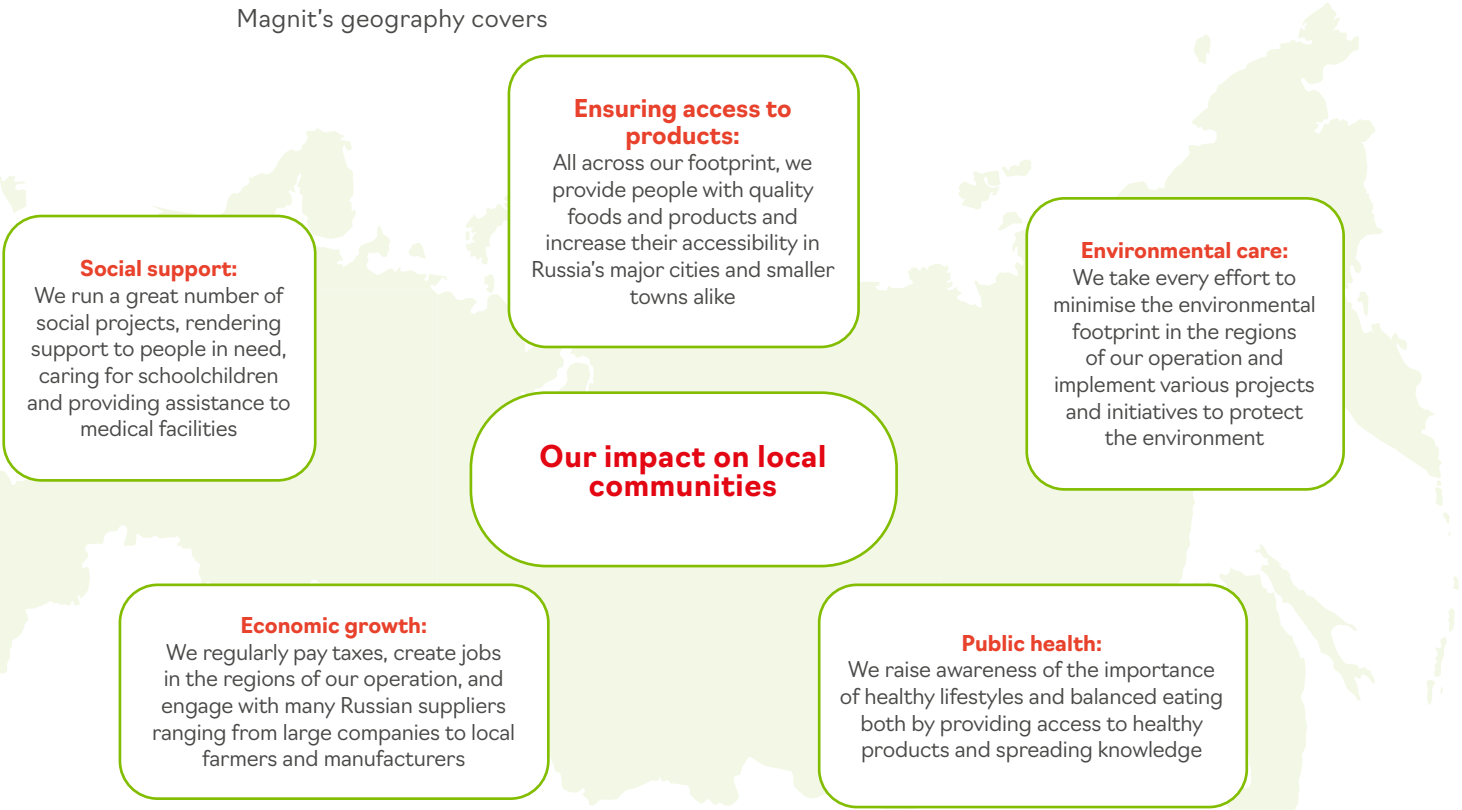 Magnit's geography covers
Ensuring access to
products:
All across our footprint, we
provide people with quality
foods and products and
increase their accessibility in
Russia's major cities and smaller
towns alike
Social support:
We run a great number of
social projects, rendering
support to people in need,
caring for schoolchildren
and providing assistance to
medical facilities
Environmental care:
We take every effort to
minimise the environmental
footprint in the regions
of our operation and
implement various projects
and initiatives to protect
the environment
Our impact on local
communities
Economic growth:
We regularly pay taxes, create jobs
in the regions of our operation, and
engage with many Russian suppliers
ranging from large companies to local
farmers and manufacturers
Public health:
We raise awareness of the importance
of healthy lifestyles and balanced eating
both by providing access to healthy
products and spreading knowledge